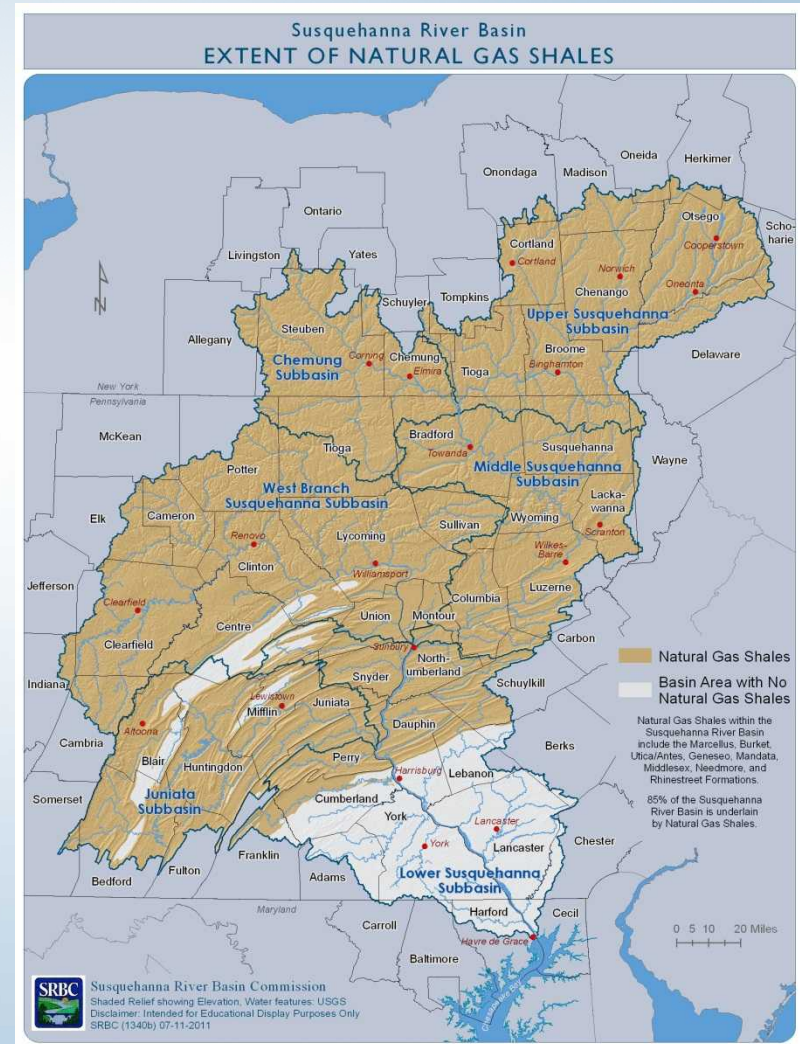 Susquehanna River Basin
EXTENT OF NATURAL GAS SHALES
Oneida
Herkimer
Madison
Onondaga
Otsego
Scho-
harie
Ontario
Cortland
Cooperstown
Livingston
Yates
Cortland
Norwich
Chenango
Oneonta
Schuyler
Tompkins
Upper Susquehanna
Subbasin
Steuben
Allegany
Chemung
Subbasin
Corning
Chemung
Elmira
Tioga
Broome
Binghamton
Delaware
New York
Pennsylvania
McKean
Bradford
Susquehanna
Tioga
Towanda
Middle Susquehanna
Subbasin
Wayne
Potter
West Branch
Susquehanna Subbasin
Lacka-
wanna
Elk
Cameron
Sullivan
Wyoming
Scranton
Renovo
Lycoming
Wilkes-
Barre
Clinton
Williamsport
Jefferson
Luzerne
Columbia
Clearfield
Union
Montour
Centre
Carbon
Clearfield
Sunbury
North-
umberland
Snyder
Natural Gas Shales
Indiana
Schuylkill
Basin Area with No
Natural Gas Shales
Lewistown
Mifflin
Juniata
Altoona
Dauphin
Natural Gas Shales within the
Susquehanna River Basin
include the Marcellus, Burket,
Utica/Antes, Geneseo, Mandata,
Middlesex, Needmore, and
Rhinestreet Formations.
Cambria
Blair
Perry
Berks
Huntingdon
Harrisburg
Lebanon
Juniata
Subbasin
Cumberland
85% of the Susquehanna
River Basin is underlain
by Natural Gas Shales.
Somerset
York
Lancaster
York
Lancaster
Chester
Franklin
Fulton
Bedford
Adams
Lower Susquehanna
Subbasin
Maryland
Harford
Cecil
Carroll
Havre de Grace
0 5 10 20 Miles
Baltimore
SRBC
Susquehanna River Basin Commission
Shaded Relief showing Elevation, Water features: USGS
Disclaimer: Intended for Educational Display Purposes Only
SRBC (1340b) 07-11-2011